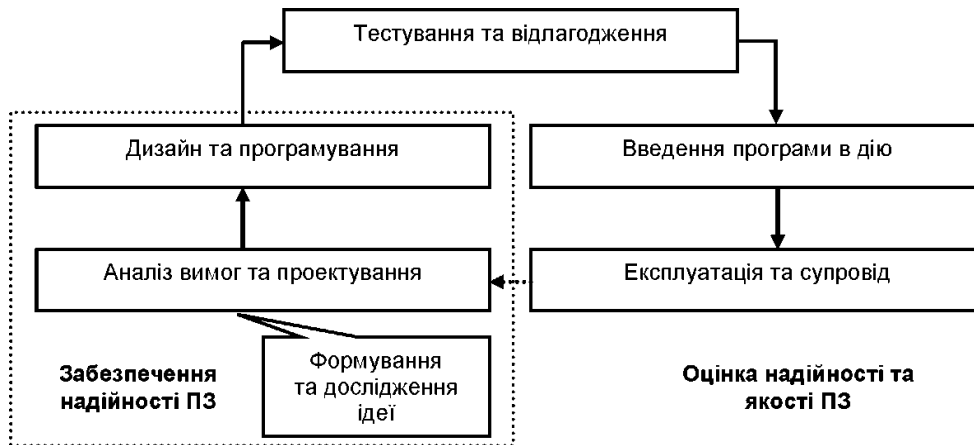 Тестування та відлагодження
Дизайн та програмування
Введення програми в дію
Аналіз вимог та проектування
Експлуатація та супровід
Формування
та дослідження
ідеї
Забезпечення
надійності ПЗ
Оцінка надійності та
якості ПЗ